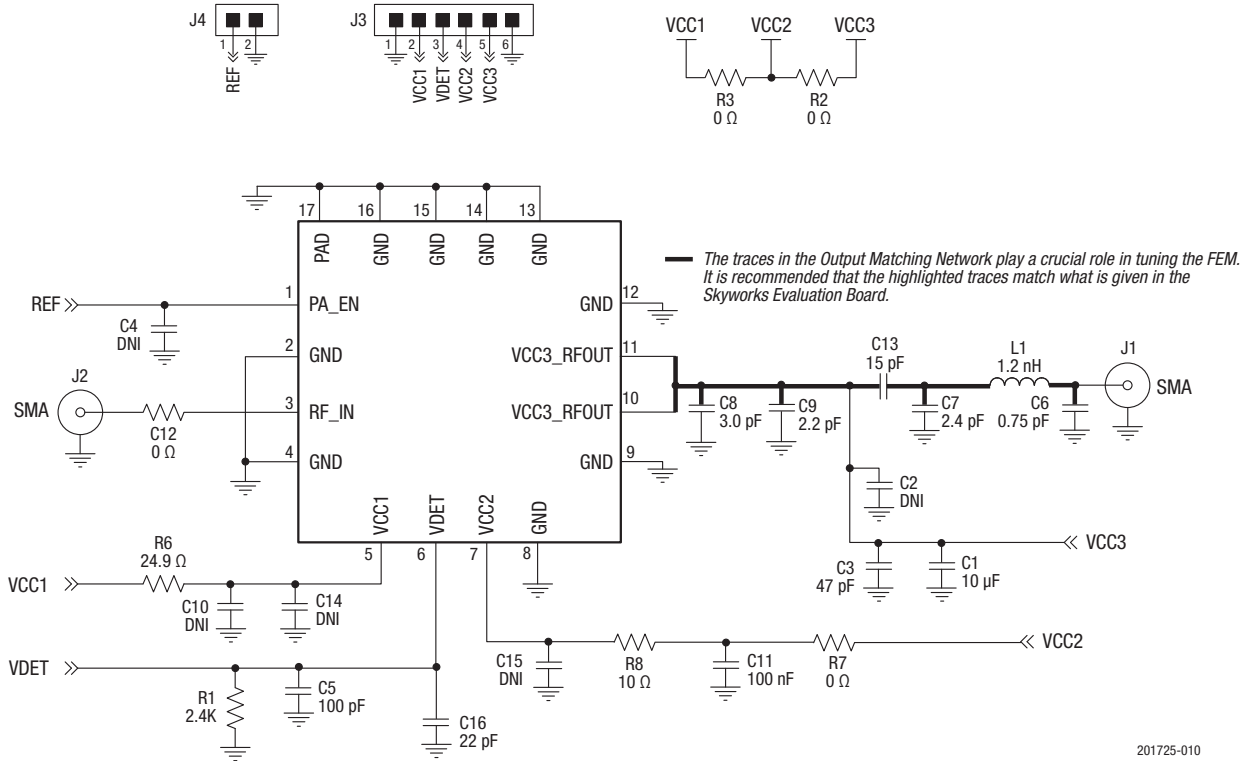 J4
1 2
REF
J3
1 2 3 4 5 6
VCC1
VDET
VCC2
VCC3
VCC1 VCC2 VCC3
R3
0 Ω
R2
0 Ω
17 16 15 14 13
PAD GND GND GND GND
The traces in the Output Matching Network play a crucial role in tuning the FEM.
It is recommended that the highlighted traces match what is given in the
Skyworks Evaluation Board.
REF
1 PA_EN
C4
DNI
2 GND
J2
SMA
C12
0 Ω
3 RF_IN
4 GND
GND 12
VCC3_RFOUT 11
VCC3_RFOUT 10
GND 9
C8
3.0 pF
C9
2.2 pF
C13
15 pF
C7
2.4 pF
L1
1.2 nH
C6
0.75 pF
J1
SMA
C2
DNI
VCC1 VDET VCC2 GND
5 6 7 8
R6
24.9 Ω
VCC1
C10
DNI
C14
DNI
VCC3
C3
47 pF
C1
10 µF
VDET
R1
2.4K
C5
100 pF
C16
22 pF
C15
DNI
R8
10 Ω
C11
100 nF
R7
0 Ω
VCC2
201725-010